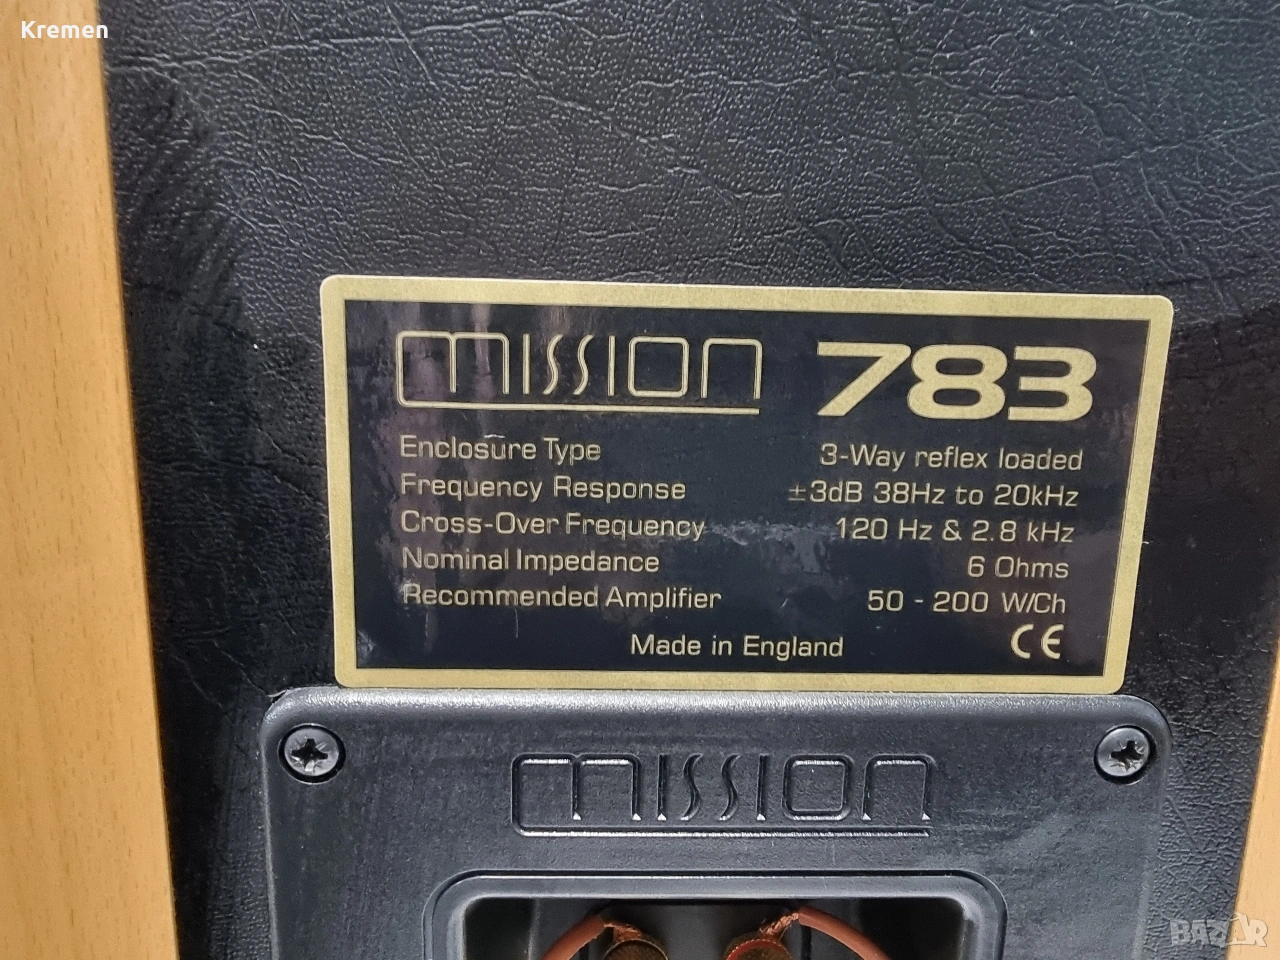 Kremen
mission 783
Enclosure Type 3-Way reflex loaded
Frequency Response ±3dB 38Hz to 20kHz
Cross-Over Frequency 120 Hz & 2.8 kHz
Nominal Impedance 6 Ohms
Recommended Amplifier 50 - 200 W/Ch
Made in England CE
mission
BAZAR